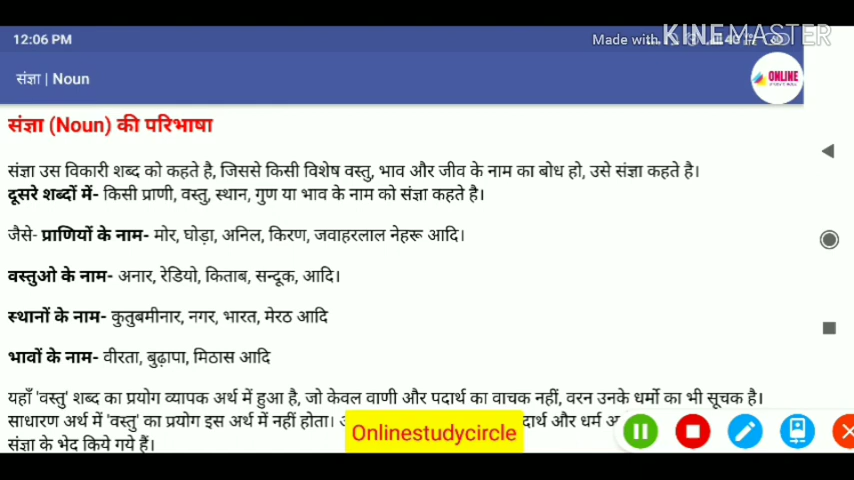 12:06 PM
Made with KINEMASTER
संज्ञा | Noun
ONLINE
संज्ञा (Noun) की परिभाषा
संज्ञा उस विकारी शब्द को कहते है, जिससे किसी विशेष वस्तु, भाव और जीव के नाम का बोध हो, उसे संज्ञा कहते है।
दूसरे शब्दों में- किसी प्राणी, वस्तु, स्थान, गुण या भाव के नाम को संज्ञा कहते है।
जैसे- प्राणियों के नाम- मोर, घोड़ा, अनिल, किरण, जवाहरलाल नेहरू आदि।
वस्तुओ के नाम- अनार, रेडियो, किताब, सन्दूक, आदि।
स्थानों के नाम- कुतुबमीनार, नगर, भारत, मेरठ आदि
भावों के नाम- वीरता, बुढ़ापा, मिठास आदि
यहाँ 'वस्तु' शब्द का प्रयोग व्यापक अर्थ में हुआ है, जो केवल वाणी और पदार्थ का वाचक नहीं, वरन उनके धर्मो का भी सूचक है।
साधारण अर्थ में 'वस्तु' का प्रयोग इस अर्थ में नहीं होता। और धर्म
Onlinestudycircle
संज्ञा के भेद किये गये हैं।